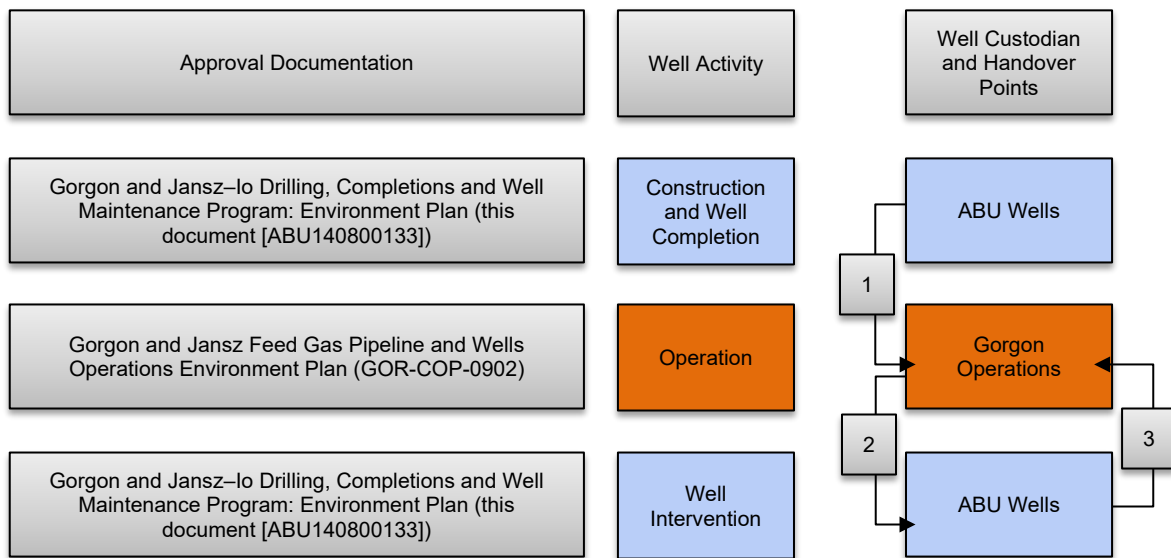 Approval Documentation
Well Activity
Well Custodian
and Handover
Points
Gorgon and Jansz–Io Drilling, Completions and Well
Maintenance Program: Environment Plan (this
document [ABU140800133])
Construction
and Well
Completion
ABU Wells
1
Gorgon and Jansz Feed Gas Pipeline and Wells
Operations Environment Plan (GOR-COP-0902)
Operation
Gorgon
Operations
2
3
Gorgon and Jansz–Io Drilling, Completions and Well
Maintenance Program: Environment Plan (this
document [ABU140800133])
Well
Intervention
ABU Wells